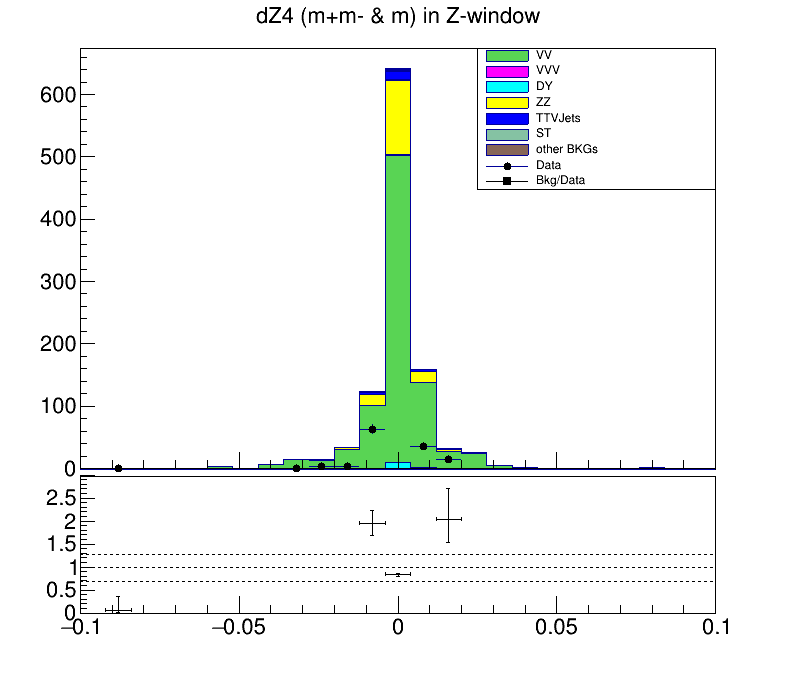 dZ4 (m+m- & m) in Z-window
VV
VVV
DY
ZZ
TTVJets
ST
other BKGs
Data
Bkg/Data
600
500
400
300
200
100
0
2.5
2
1.5
1
0.5
0
−0.1 −0.05 0 0.05 0.1